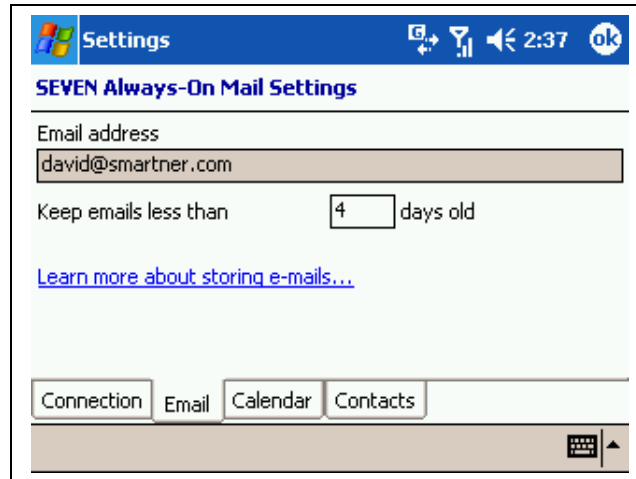 Settings 2:37 ok
SEVEN Always-On Mail Settings
Email address
david@smartner.com
Keep emails less than 4 days old
Learn more about storing e-mails...
Connection Email Calendar Contacts